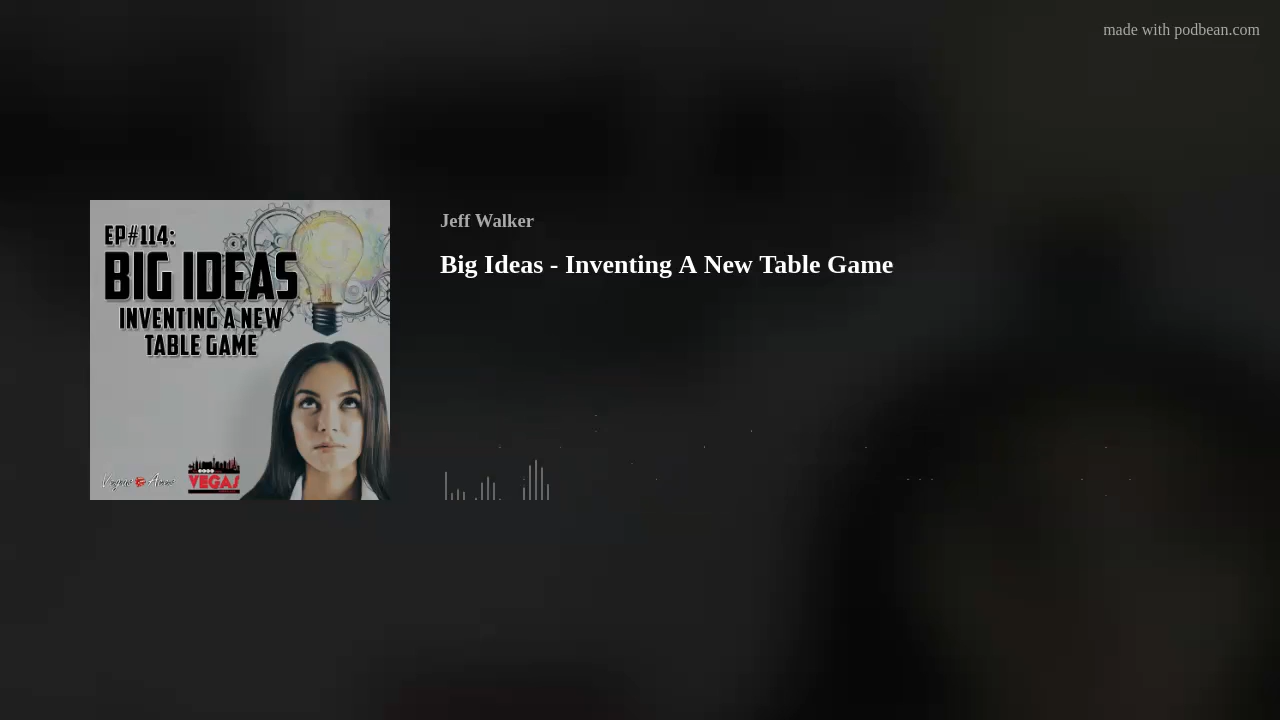 made with podbean.com
EP#114:
BIG IDEAS
INVENTING A NEW
TABLE GAME
VEGAS
Jeff Walker
Big Ideas - Inventing A New Table Game